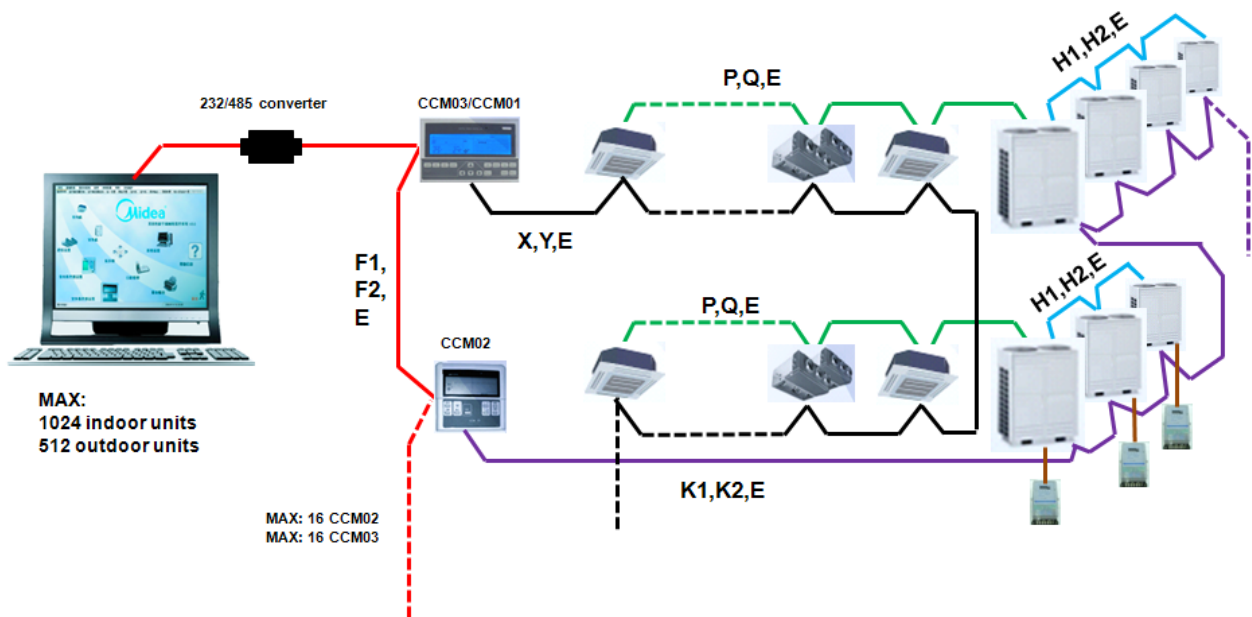 H1,H2,E
P,Q,E
232/485 converter
CCM03/CCM01
Midea
X,Y,E
F1,
F2,
E
P,Q,E
H1,H2,E
CCM02
MAX:
1024 indoor units
512 outdoor units
K1,K2,E
MAX: 16 CCM02
MAX: 16 CCM03